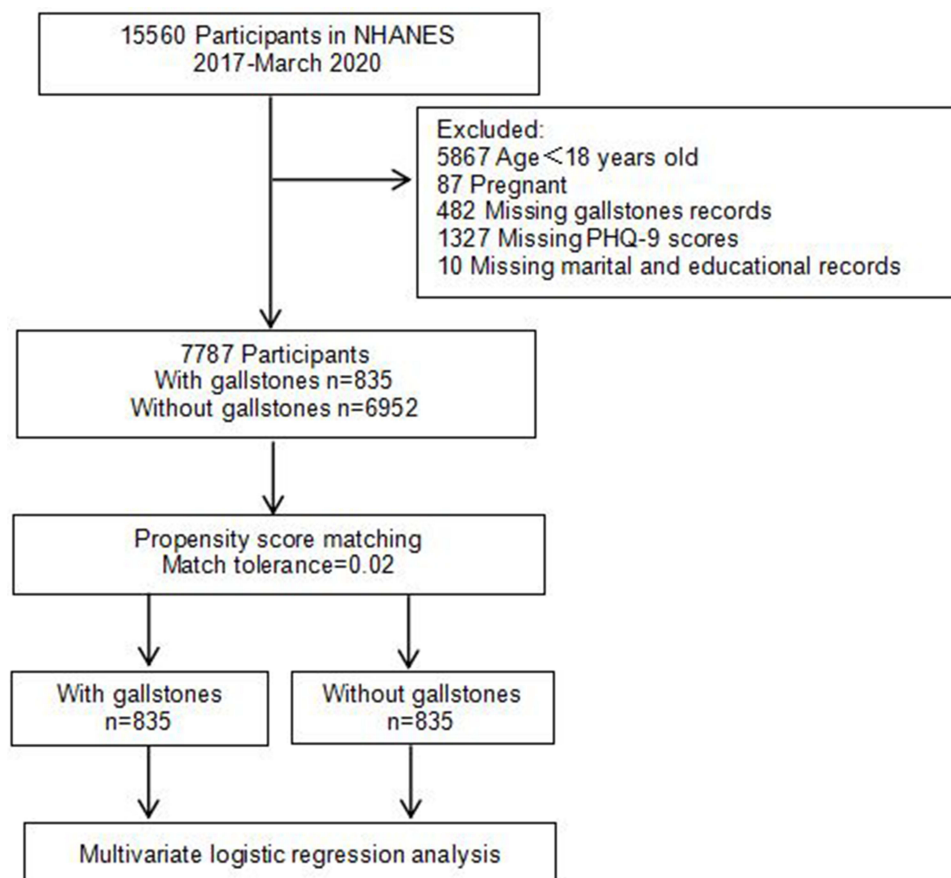 15560 Participants in NHANES
2017-March 2020
Excluded:
5867 Age＜18 years old
87 Pregnant
482 Missing gallstones records
1327 Missing PHQ-9 scores
10 Missing marital and educational records
7787 Participants
With gallstones n=835
Without gallstones n=6952
Propensity score matching
Match tolerance=0.02
With gallstones
n=835
Without gallstones
n=835
Multivariate logistic regression analysis